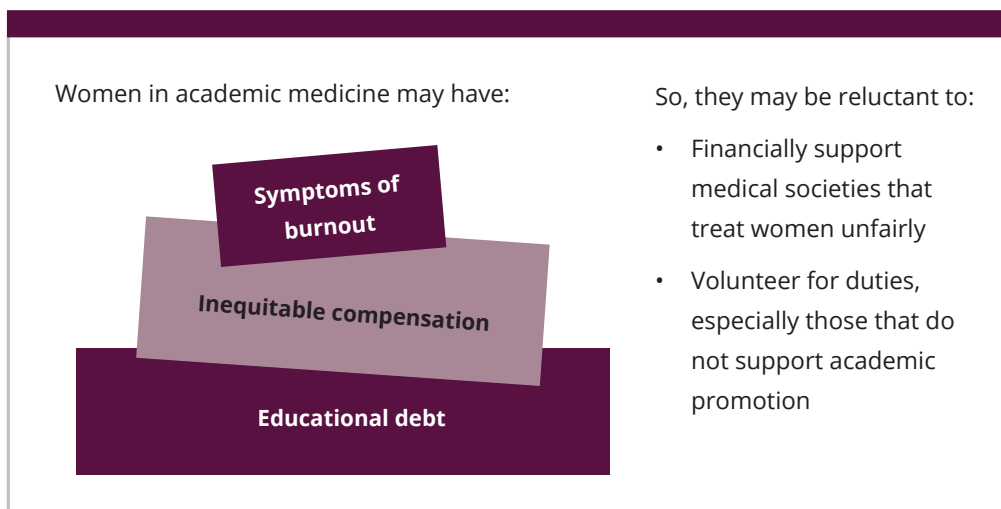 Women in academic medicine may have:
Symptoms of
burnout
Inequitable compensation
Educational debt
So, they may be reluctant to:
• Financially support
medical societies that
treat women unfairly
• Volunteer for duties,
especially those that do
not support academic
promotion